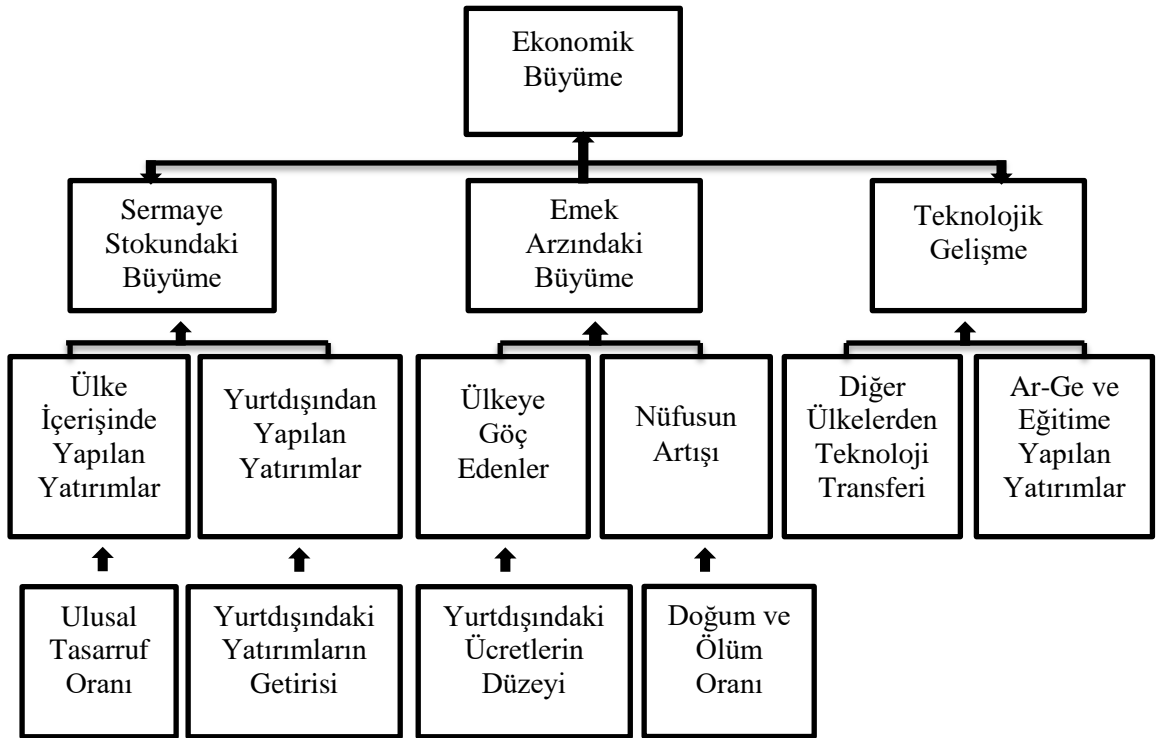 Ekonomik
Büyüme
Sermaye
Stokundaki
Büyüme
Emek
Arzındaki
Büyüme
Teknolojik
Gelişme
Ülke
İçerişinde
Yapılan
Yatırımlar
Yurtdışından
Yapılan
Yatırımlar
Ülkeye
Göç
Edenler
Nüfusun
Artışı
Diğer
Ülkelerden
Teknoloji
Transferi
Ar-Ge ve
Eğitime
Yapılan
Yatırımlar
Ulusal
Tasarruf
Oranı
Yurtdışındaki
Yatırımların
Getirisi
Yurtdışındaki
Ücretlerin
Düzeyi
Doğum ve
Ölüm
Oranı